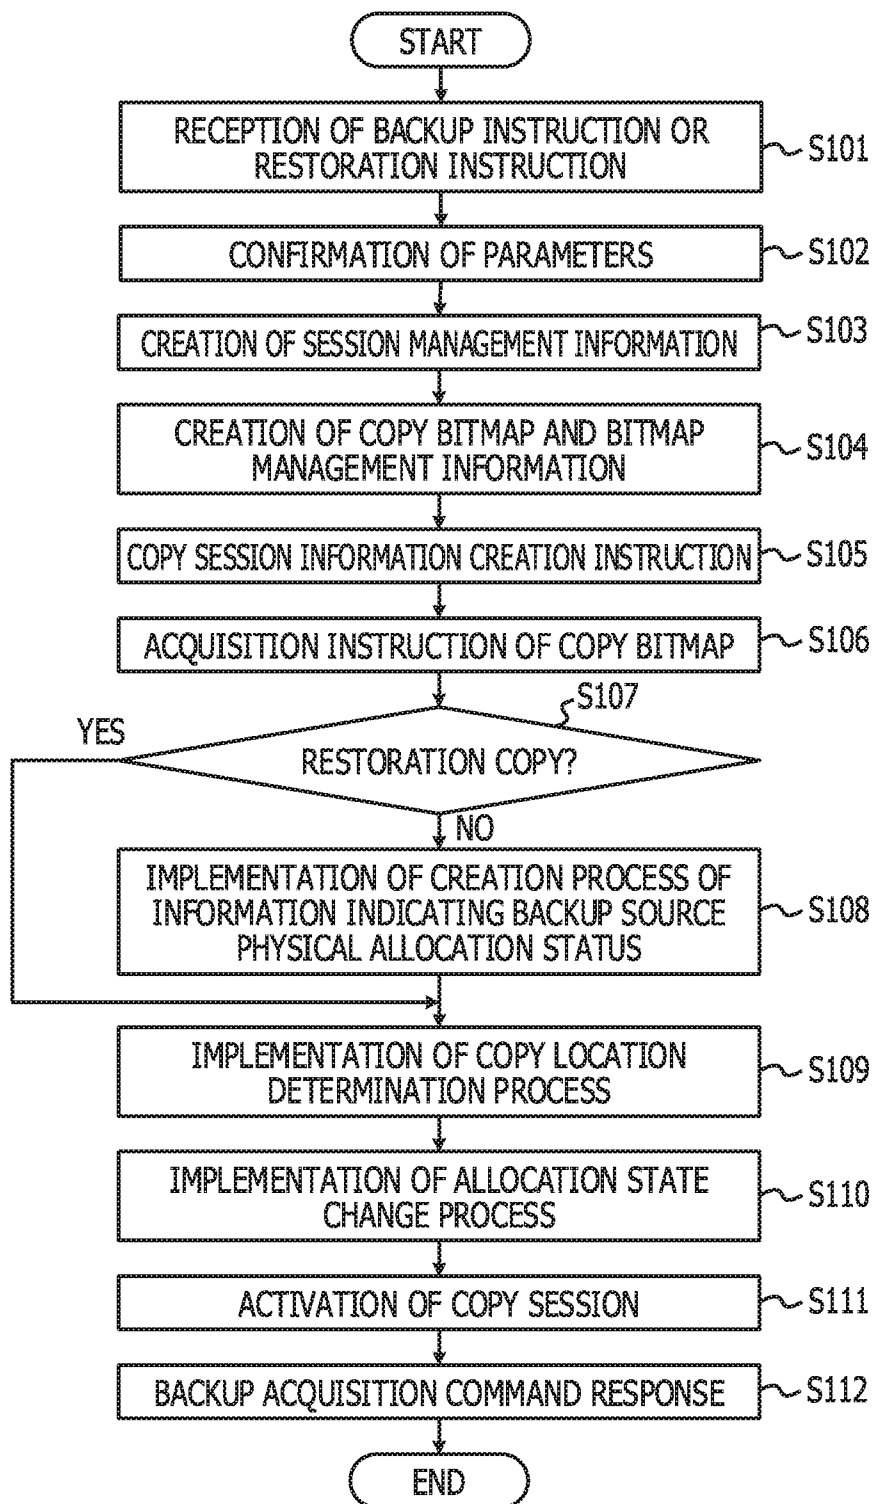 START
RECEPTION OF BACKUP INSTRUCTION OR
RESTORATION INSTRUCTION
S101
CONFIRMATION OF PARAMETERS
S102
CREATION OF SESSION MANAGEMENT INFORMATION
S103
CREATION OF COPY BITMAP AND BITMAP
MANAGEMENT INFORMATION
S104
COPY SESSION INFORMATION CREATION INSTRUCTION
S105
ACQUISITION INSTRUCTION OF COPY BITMAP
S106
S107
YES
RESTORATION COPY?
NO
IMPLEMENTATION OF CREATION PROCESS OF
INFORMATION INDICATING BACKUP SOURCE
PHYSICAL ALLOCATION STATUS
S108
IMPLEMENTATION OF COPY LOCATION
DETERMINATION PROCESS
S109
IMPLEMENTATION OF ALLOCATION STATE
CHANGE PROCESS
S110
ACTIVATION OF COPY SESSION
S111
BACKUP ACQUISITION COMMAND RESPONSE
S112
END